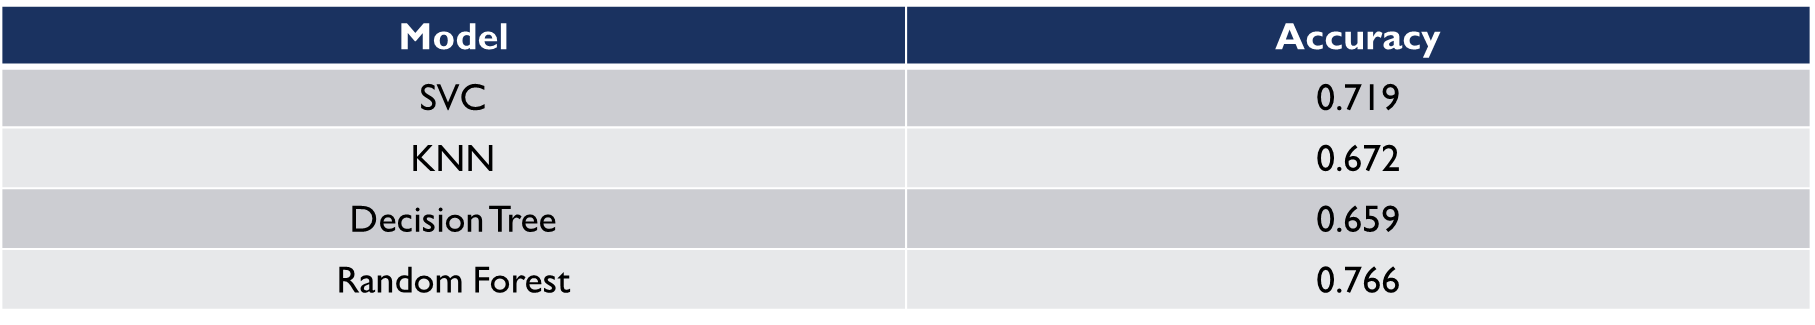 Model Accuracy
SVC 0.719
KNN 0.672
Decision Tree 0.659
Random Forest 0.766